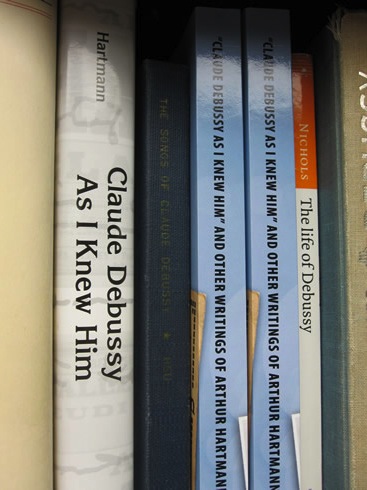 Hartmann
Claude Debussy
As I Knew Him
THE SONGS OF CLAUDE DEBUSSY
"CLAUDE DEBUSSY AS I KNEW HIM" AND OTHER WRITINGS OF ARTHUR HARTMANN
"CLAUDE DEBUSSY AS I KNEW HIM" AND OTHER WRITINGS OF ARTHUR HARTMANN
NICHOLS
The life of Debussy